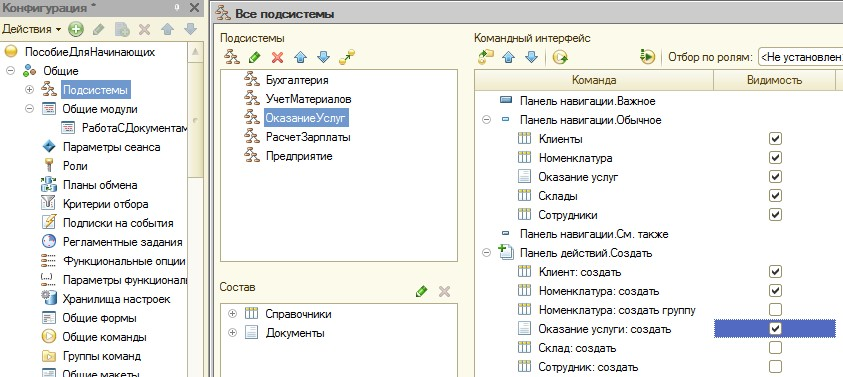 Конфигурация *
Действия
ПособиеДляНачинающих
Общие
Подсистемы
Общие модули
РаботаСДокументам
Параметры сеанса
Роли
Планы обмена
Критерии отбора
Подписки на события
Регламентные задания
Функциональные опции
Параметры функционал
Хранилища настроек
Общие формы
Общие команды
Группы команд
Общие макеты
Все подсистемы
Подсистемы
Бухгалтерия
УчетМатериалов
ОказаниеУслуг
РасчетЗарплаты
Предприятие
Состав
Справочники
Документы
Командный интерфейс
Отбор по ролям: <Не установлен:
Команда Видимость
Панель навигации.Важное
Панель навигации.Обычное
Клиенты
Номенклатура
Оказание услуг
Склады
Сотрудники
Панель навигации.См. также
Панель действий.Создать
Клиент: создать
Номенклатура: создать
Номенклатура: создать группу
Оказание услуги: создать
Склад: создать
Сотрудник: создать